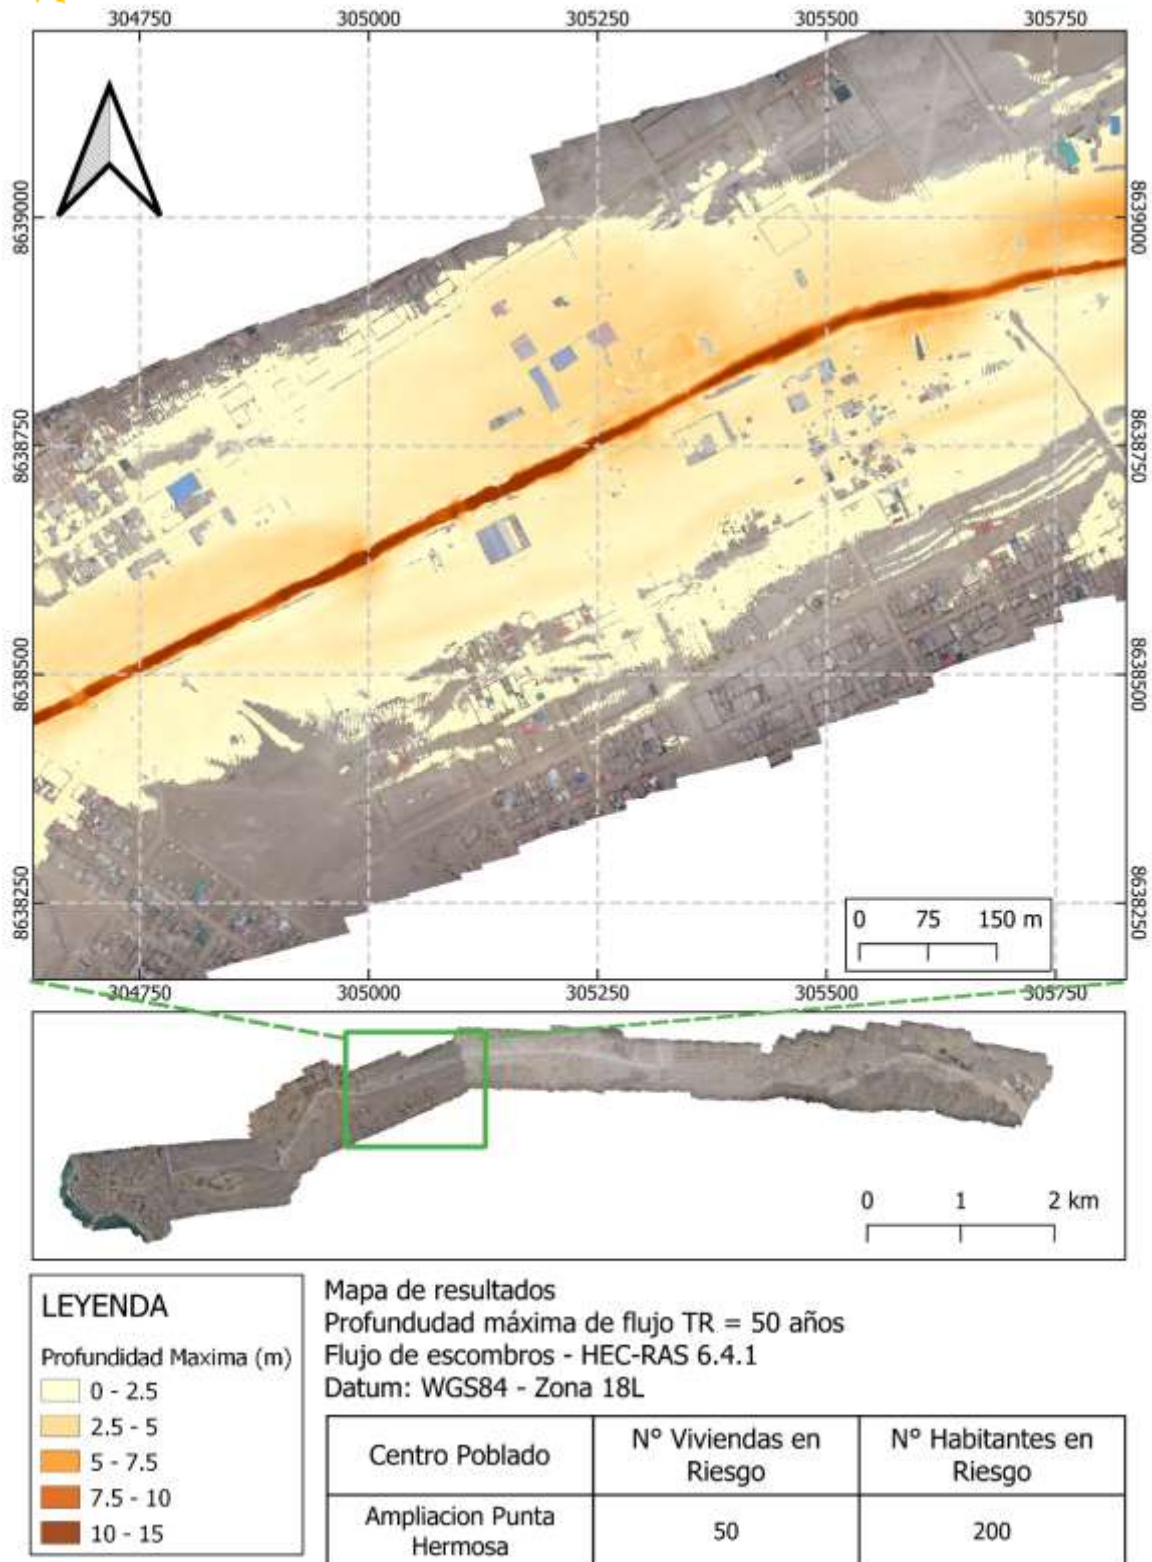 304750 305000 305250 305500 305750
8639000 8639000
8638750 8638750
8638500 8638500
8638250 8638250
0 75 150 m
304750 305000 305250 305500 305750
0 1 2 km
LEYENDA
Profundidad Maxima (m)
0 - 2.5
2.5 - 5
5 - 7.5
7.5 - 10
10 - 15
Mapa de resultados
Profundudad máxima de flujo TR = 50 años
Flujo de escombros - HEC-RAS 6.4.1
Datum: WGS84 - Zona 18L
Centro Poblado
N° Viviendas en
Riesgo
N° Habitantes en
Riesgo
Ampliacion Punta
Hermosa
50
200